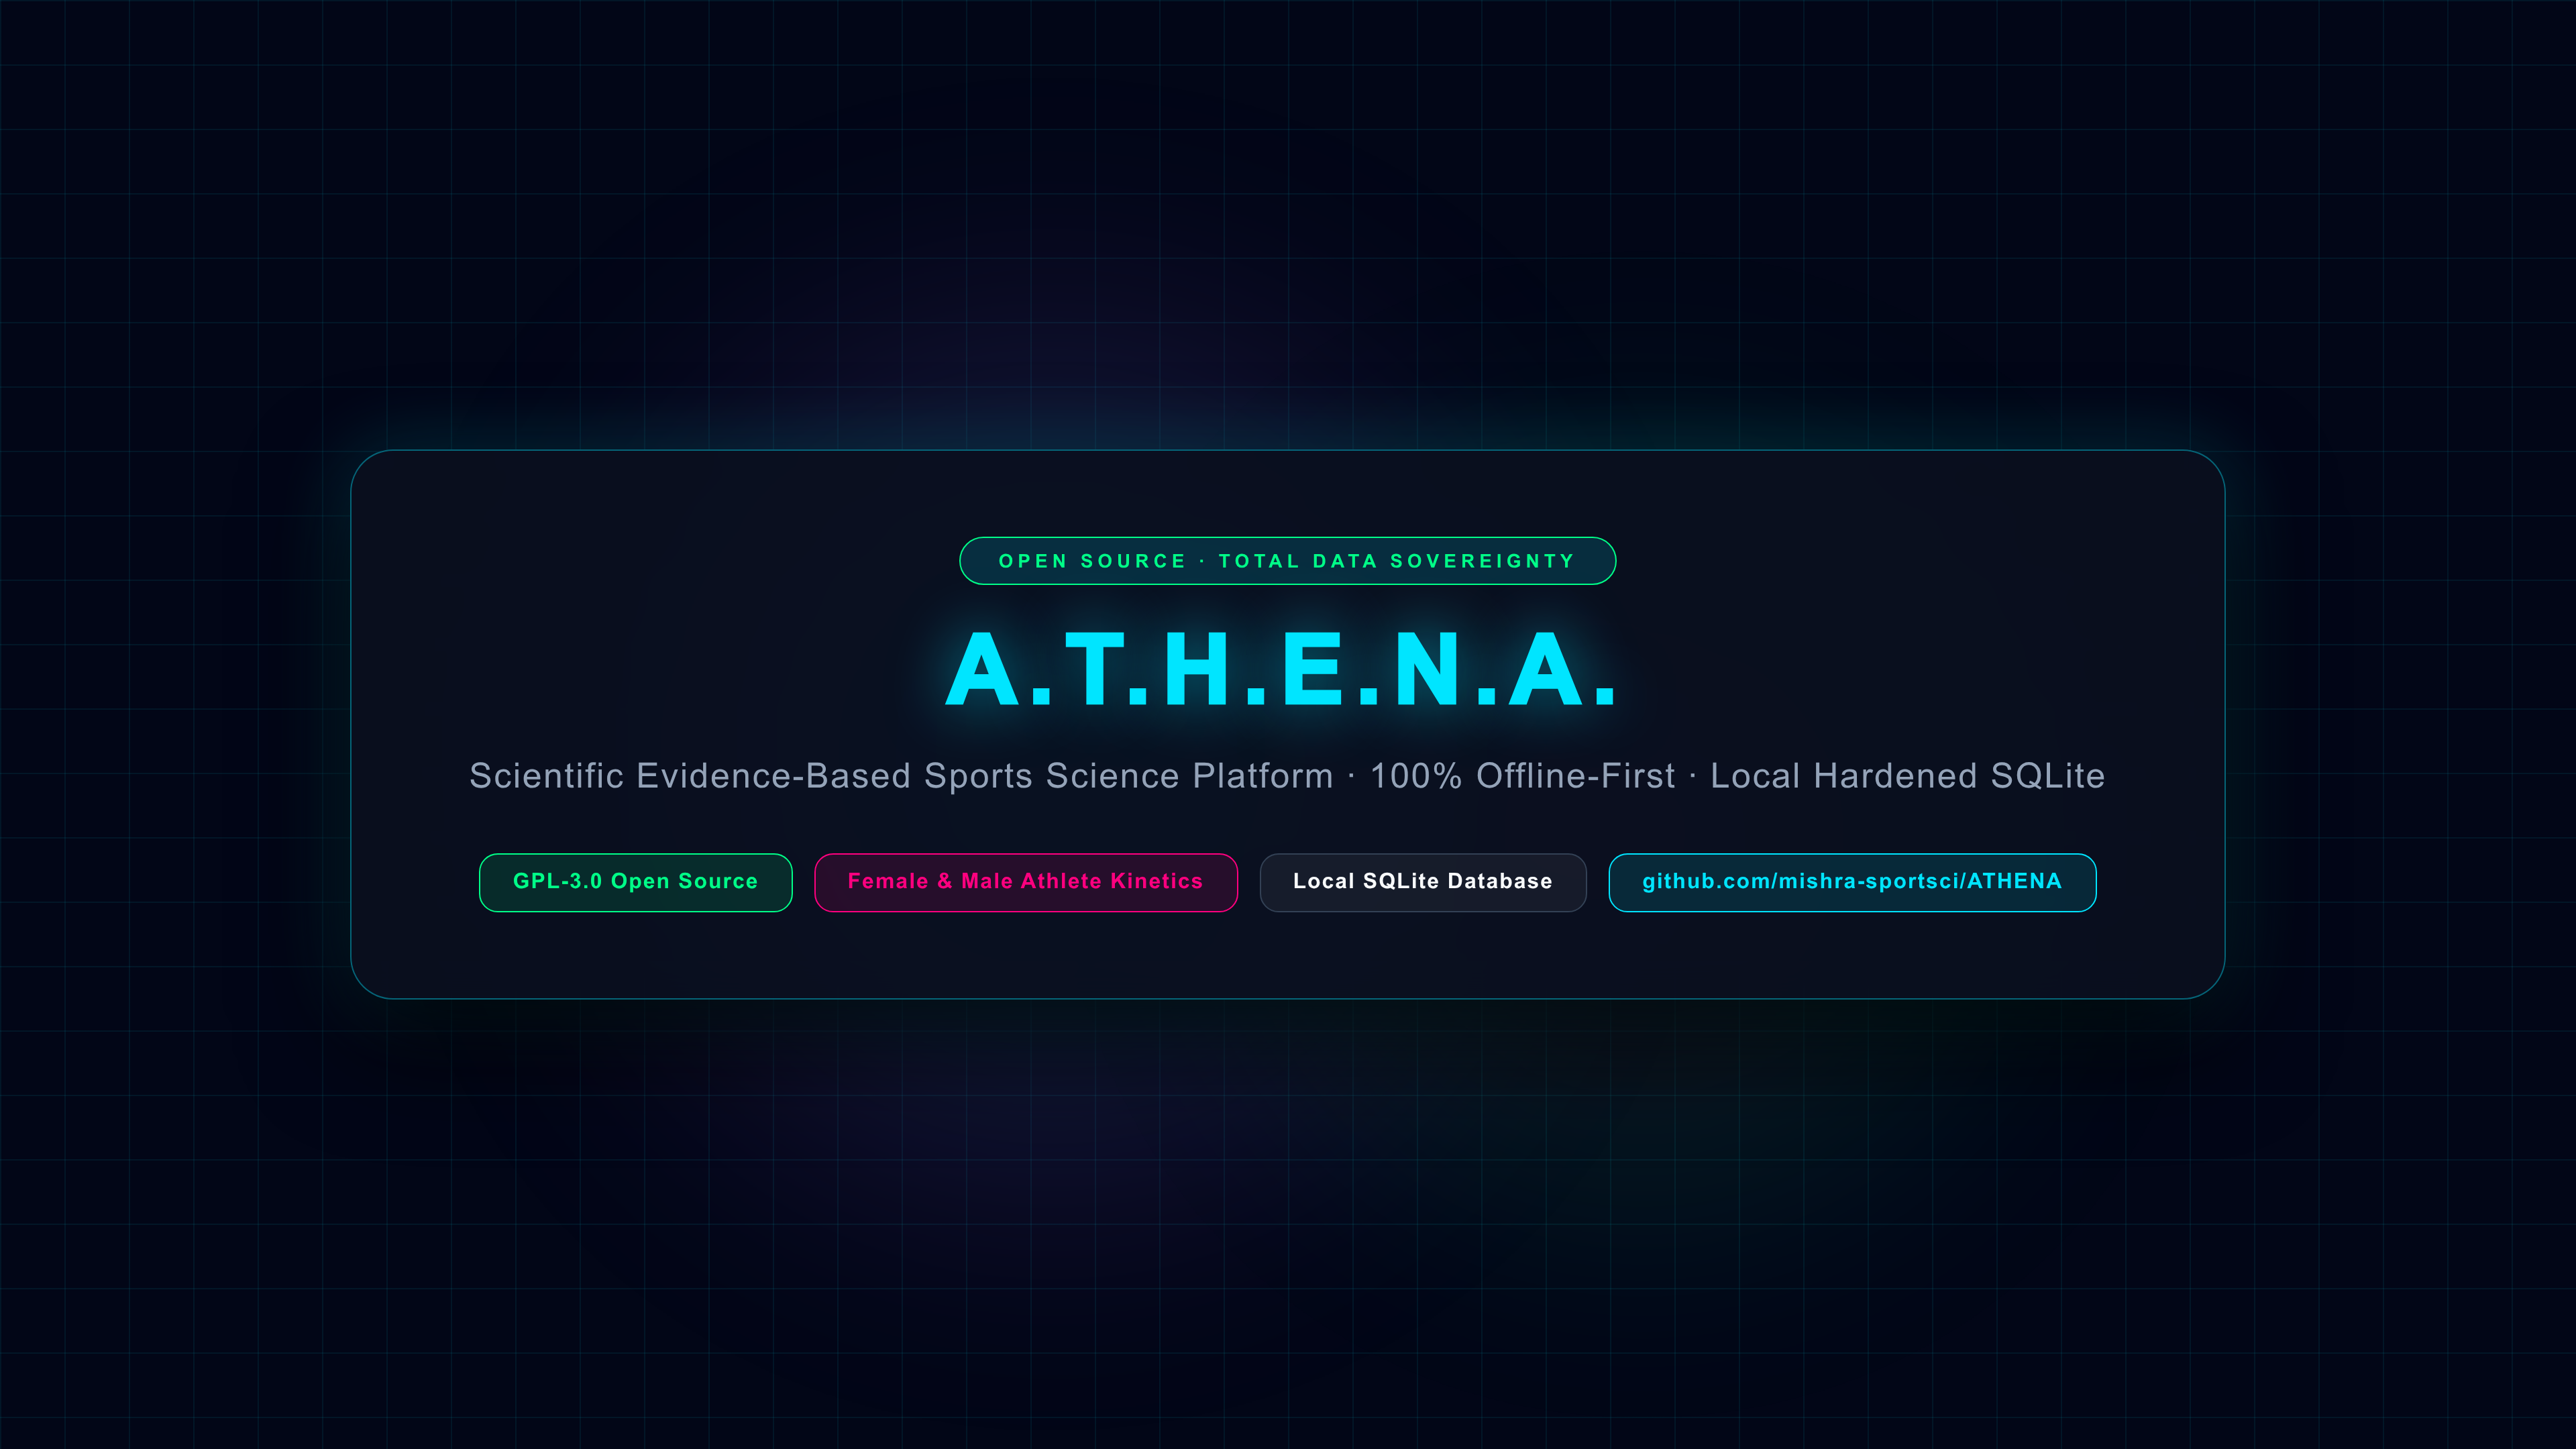 OPEN SOURCE · TOTAL DATA SOVEREIGNTY
A.T.H.E.N.A.
Scientific Evidence-Based Sports Science Platform · 100% Offline-First · Local Hardened SQLite
GPL-3.0 Open Source
Female & Male Athlete Kinetics
Local SQLite Database
github.com/mishra-sportsci/ATHENA